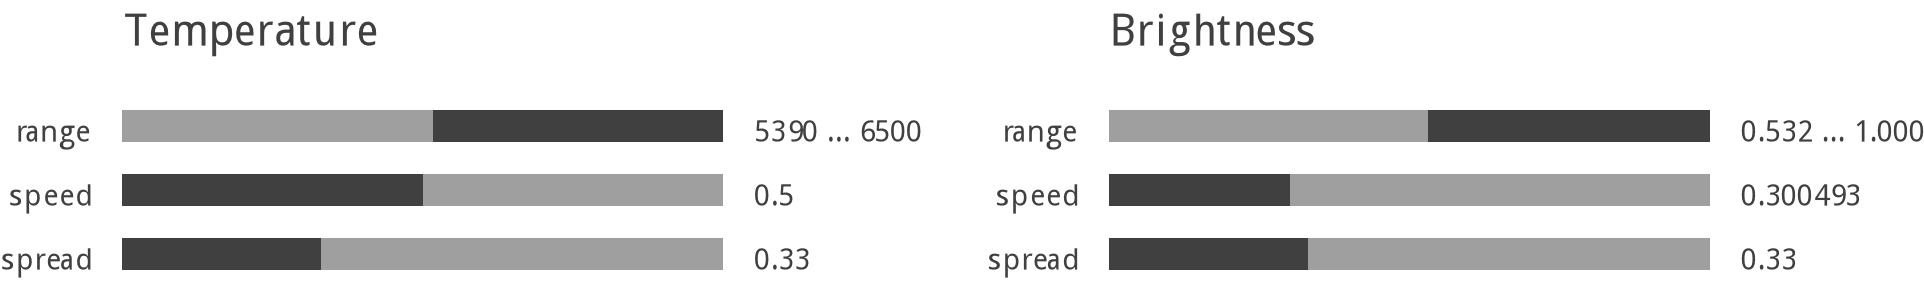 Temperature
range 5390 ... 6500
speed 0.5
spread 0.33
Brightness
range 0.532 ... 1.000
speed 0.300493
spread 0.33